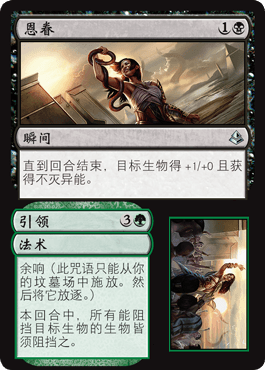 恩眷 1
瞬间
直到回合结束，目标生物得+1/+0且获
得不灭异能。
引领 3
法术
余响（此咒语只能从你
的坟墓场中施放。然
后将它放逐。）
本回合中，所有能阻
挡目标生物的生物皆
须阻挡之。